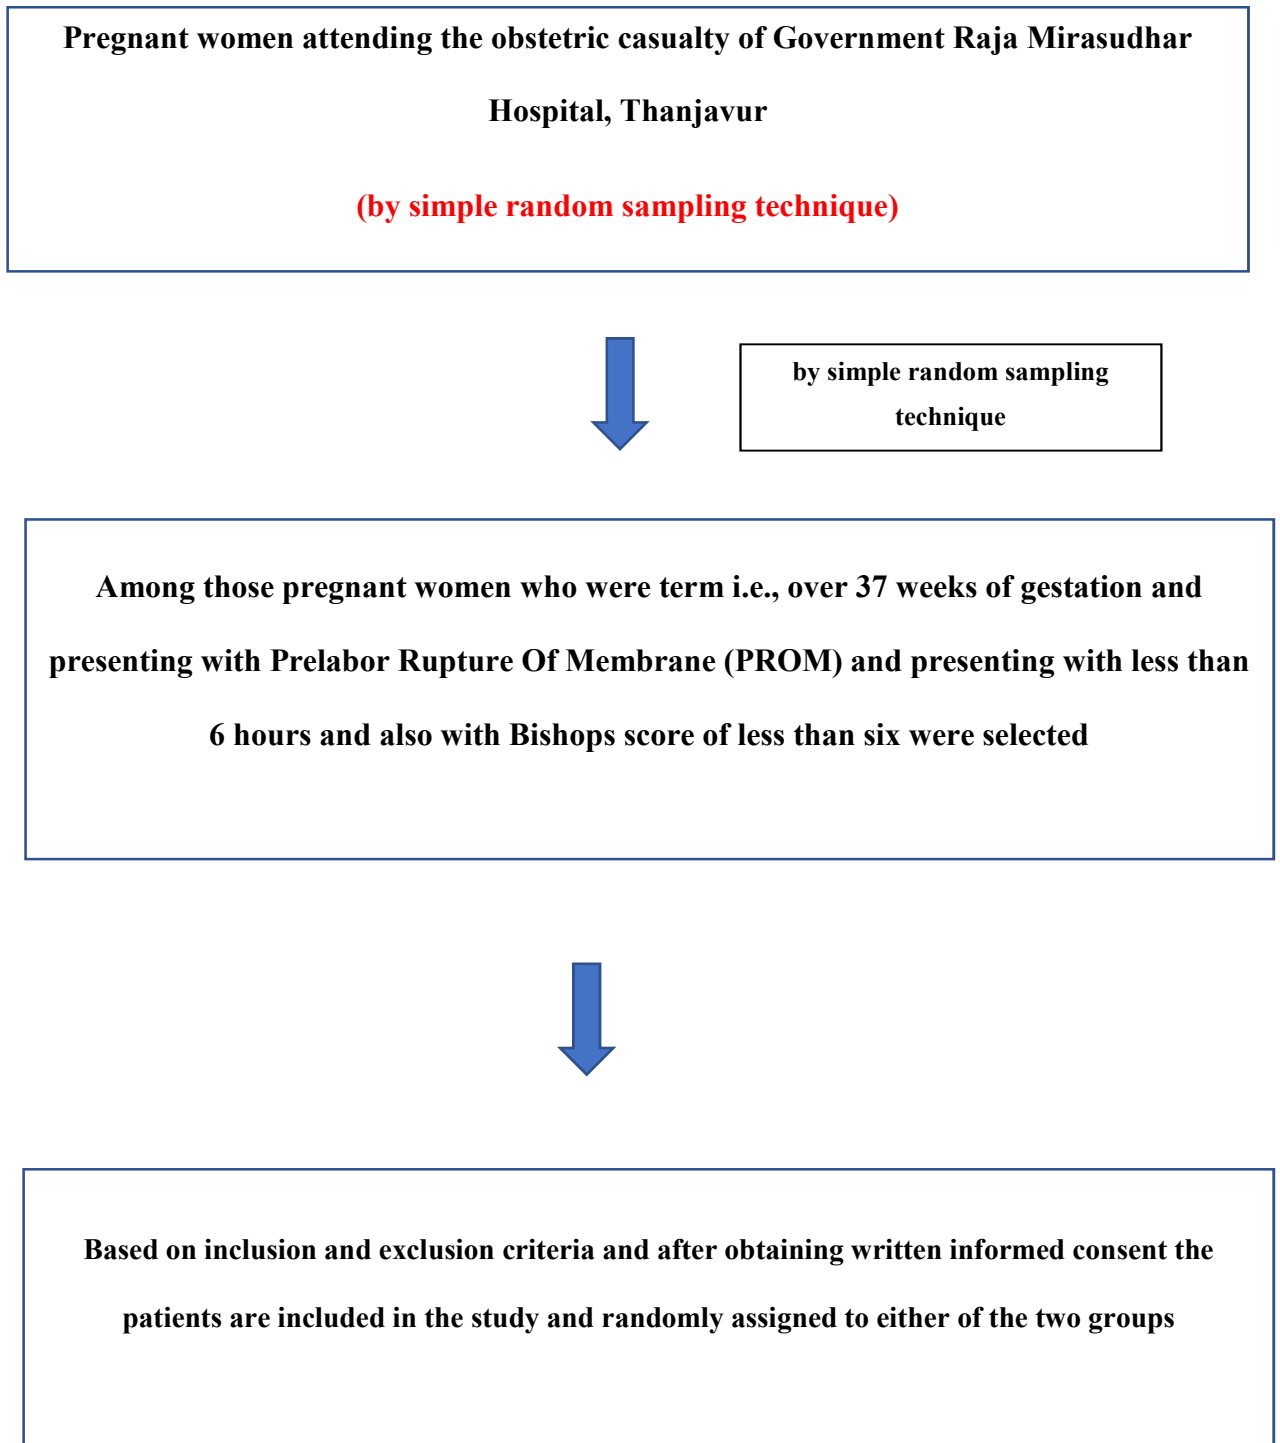 Pregnant women attending the obstetric casualty of Government Raja Mirasudhar
Hospital, Thanjavur
(by simple random sampling technique)
by simple random sampling
technique
Among those pregnant women who were term i.e., over 37 weeks of gestation and
presenting with Prelabor Rupture Of Membrane (PROM) and presenting with less than
6 hours and also with Bishops score of less than six were selected
Based on inclusion and exclusion criteria and after obtaining written informed consent the
patients are included in the study and randomly assigned to either of the two groups